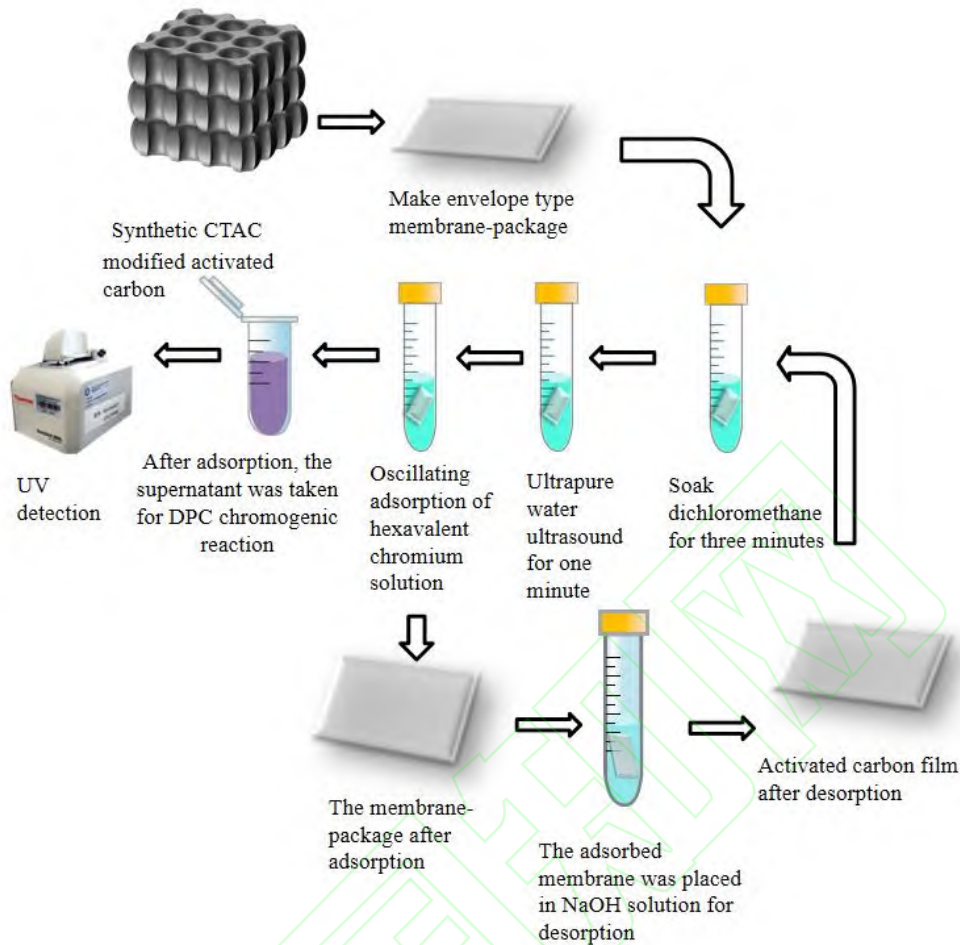 Make envelope type
membrane-package
Synthetic CTAC
modified activated
carbon
UV
detection
After adsorption, the
supernatant was taken
for DPC chromogenic
reaction
Oscillating
adsorption of
hexavalent
chromium
solution
Ultrapure
water
ultrasound
for one
minute
Soak
dichloromethane
for three minutes
The membrane-
package after
adsorption
The adsorbed
membrane was placed
in NaOH solution for
desorption
Activated carbon film
after desorption